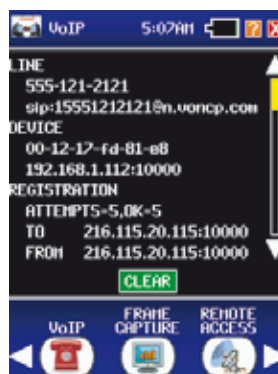 VoIP 5:07AM
LINE
555-121-2121
sip:15551212121@n.voncp.com
DEVICE
00-12-17-fd-81-e8
192.168.1.112:10000
REGISTRATION
ATTEMPTS=5,OK=5
TO 216.115.20.115:10000
FROM 216.115.20.115:10000
CLEAR
VoIP FRAME CAPTURE REMOTE ACCESS